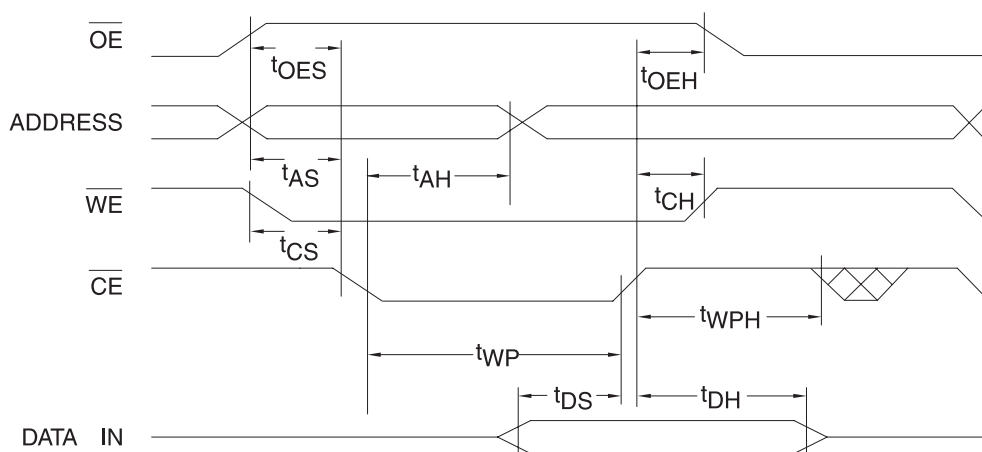 OE
tOES
tOEH
ADDRESS
tAS
tAH
WE
tCH
tCS
CE
tWPH
tWP
tDS
tDH
DATA IN